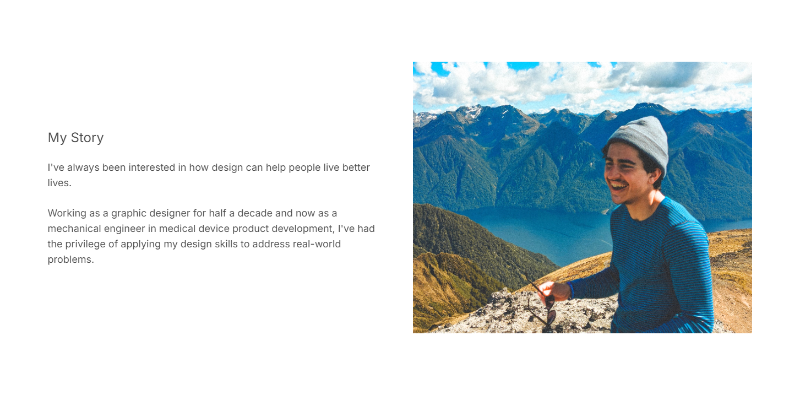 My Story
I've always been interested in how design can help people live better
lives.
Working as a graphic designer for half a decade and now as a
mechanical engineer in medical device product development, I've had
the privilege of applying my design skills to address real-world
problems.